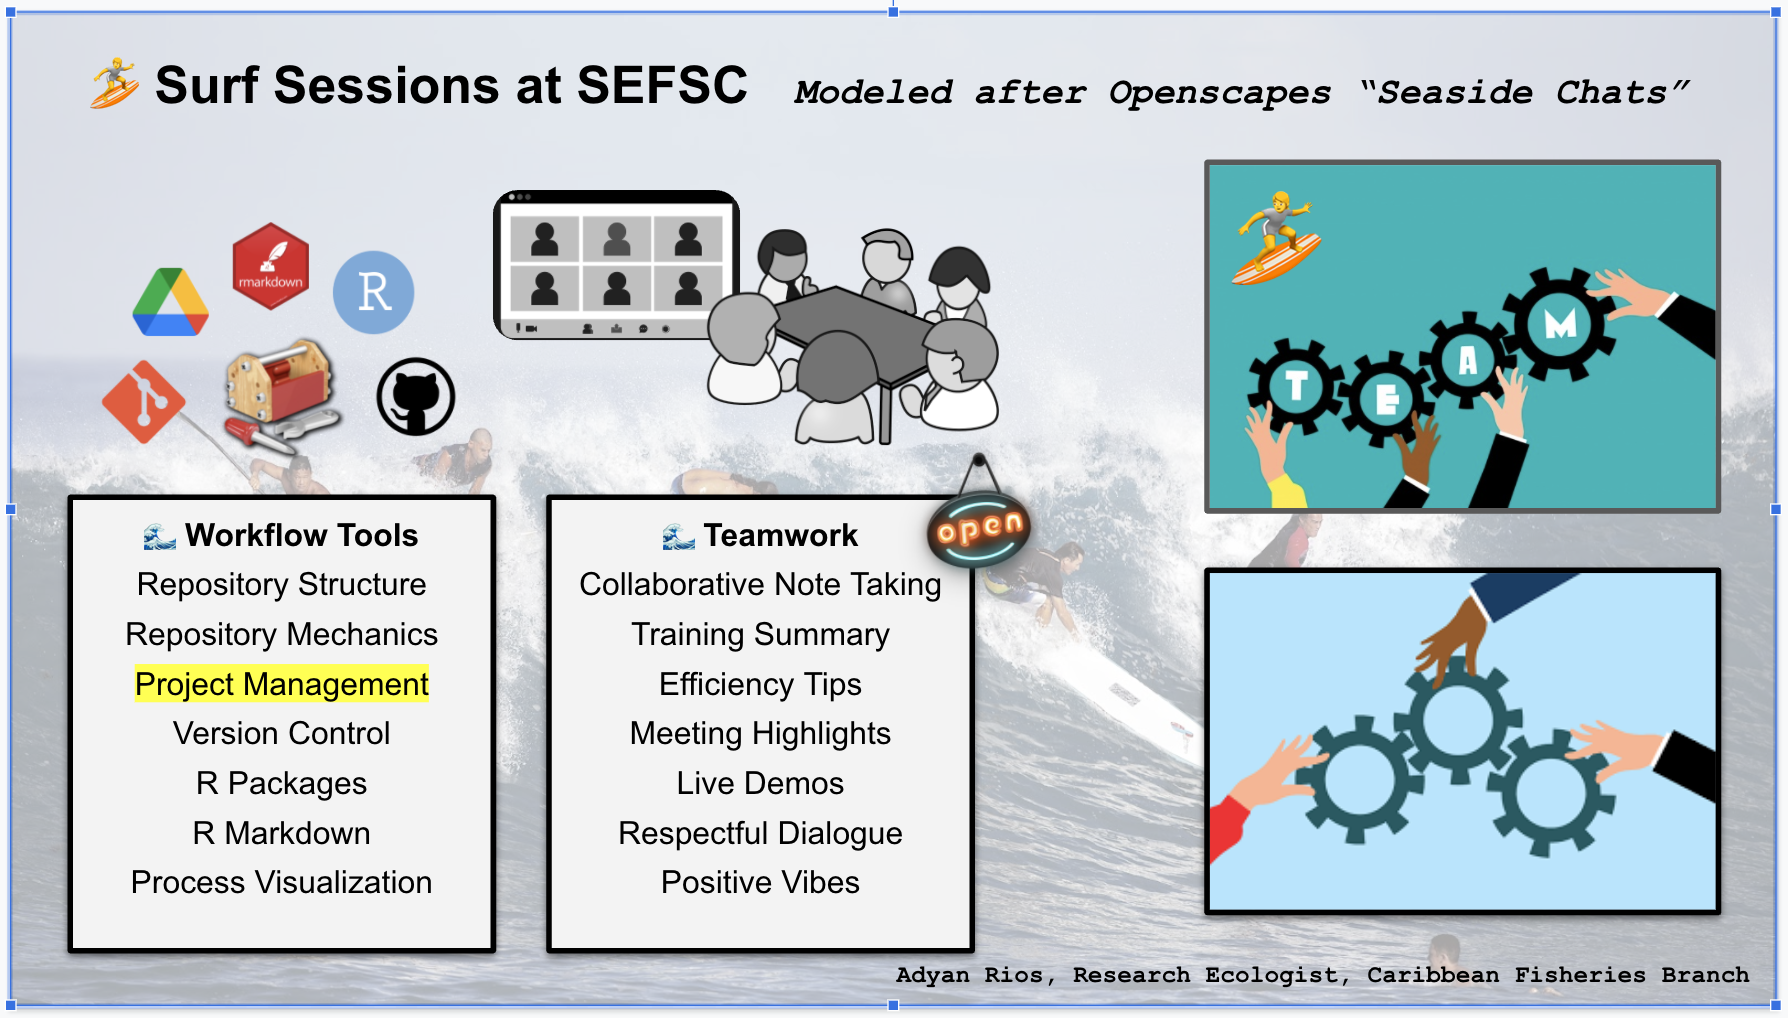 Surf Sessions at SEFSC
Modeled after Openscapes “Seaside Chats”
rmarkdown
R
T E A M
open
Workflow Tools
Repository Structure
Repository Mechanics
Project Management
Version Control
R Packages
R Markdown
Process Visualization
Teamwork
Collaborative Note Taking
Training Summary
Efficiency Tips
Meeting Highlights
Live Demos
Respectful Dialogue
Positive Vibes
Adyan Rios, Research Ecologist, Caribbean Fisheries Branch